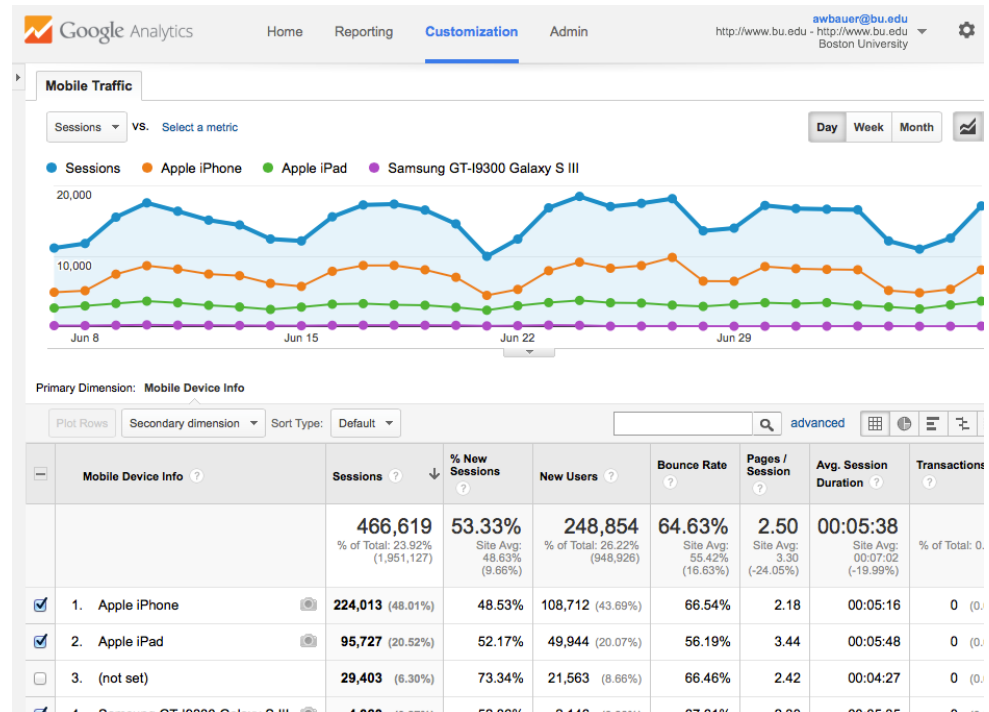 Google Analytics
Home Reporting Customization Admin
awbauer@bu.edu
http://www.bu.edu - http://www.bu.edu
Boston University
Mobile Traffic
Sessions VS. Select a metric
Day Week Month
Sessions Apple iPhone Apple iPad Samsung GT-I9300 Galaxy S III
20,000
10,000
Jun 8 Jun 15 Jun 22 Jun 29
Primary Dimension: Mobile Device Info
Plot Rows Secondary dimension Sort Type: Default advanced
Mobile Device Info ? Sessions ? % New Sessions ? New Users ? Bounce Rate ? Pages / Session ? Avg. Session Duration ? Transactions ?
466,619 53.33% 248,854 64.63% 2.50 00:05:38
% of Total: 23.92% Site Avg: % of Total: 26.22% Site Avg: Site Avg: Site Avg: % of Total: 0.
(1,951,127) 48.63% (948,926) 55.42% 3.30 00:07:02
(9.66%) (16.63%) (-24.05%) (-19.99%)
1. Apple iPhone 224,013 (48.01%) 48.53% 108,712 (43.69%) 66.54% 2.18 00:05:16 0 (0.
2. Apple iPad 95,727 (20.52%) 52.17% 49,944 (20.07%) 56.19% 3.44 00:05:48 0 (0.
3. (not set) 29,403 (6.30%) 73.34% 21,563 (8.66%) 66.46% 2.42 00:04:27 0 (0.
4. Samsung GT-I9300 Galaxy S III